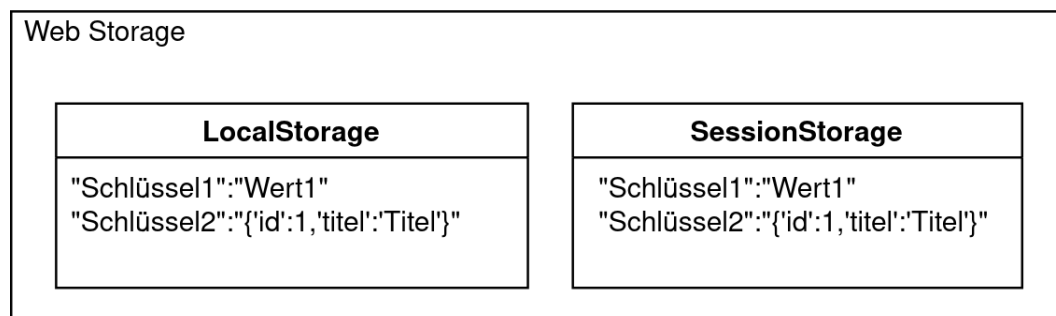 Web Storage
LocalStorage
"Schlüssel1":"Wert1"
"Schlüssel2":"{'id':1,'titel':'Titel'}"
SessionStorage
"Schlüssel1":"Wert1"
"Schlüssel2":"{'id':1,'titel':'Titel'}"